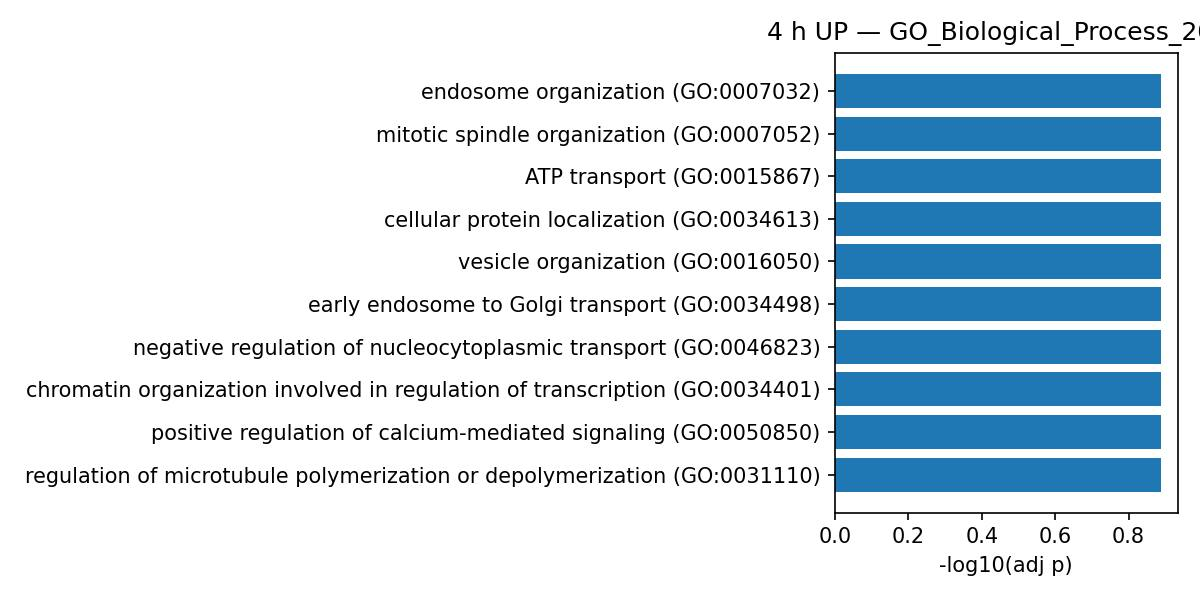 4 h UP — GO_Biological_Process_20
endosome organization (GO:0007032)
mitotic spindle organization (GO:0007052)
ATP transport (GO:0015867)
cellular protein localization (GO:0034613)
vesicle organization (GO:0016050)
early endosome to Golgi transport (GO:0034498)
negative regulation of nucleocytoplasmic transport (GO:0046823)
chromatin organization involved in regulation of transcription (GO:0034401)
positive regulation of calcium-mediated signaling (GO:0050850)
regulation of microtubule polymerization or depolymerization (GO:0031110)
0.0 0.2 0.4 0.6 0.8
-log10(adj p)